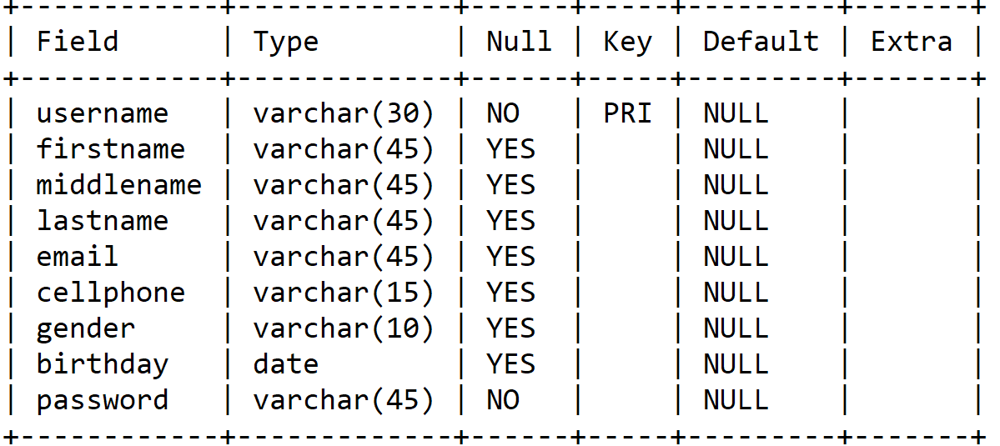 +------------+-------------+------+-----+---------+-------+
| Field      | Type        | Null | Key | Default | Extra |
+------------+-------------+------+-----+---------+-------+
| username   | varchar(30) | NO   | PRI | NULL    |       |
| firstname  | varchar(45) | YES  |     | NULL    |       |
| middlename | varchar(45) | YES  |     | NULL    |       |
| lastname   | varchar(45) | YES  |     | NULL    |       |
| email      | varchar(45) | YES  |     | NULL    |       |
| cellphone  | varchar(15) | YES  |     | NULL    |       |
| gender     | varchar(10) | YES  |     | NULL    |       |
| birthday   | date        | YES  |     | NULL    |       |
| password   | varchar(45) | NO   |     | NULL    |       |
+------------+-------------+------+-----+---------+-------+